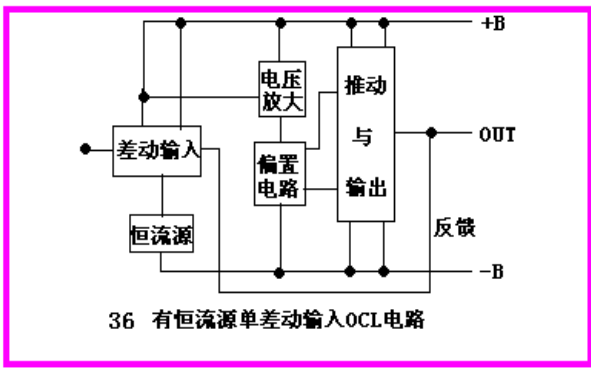 +B
电压
放大
推动
与
输出
差动输入
OUT
偏置
电路
恒流源
反馈
-B
36 有恒流源单差动输入OCL电路